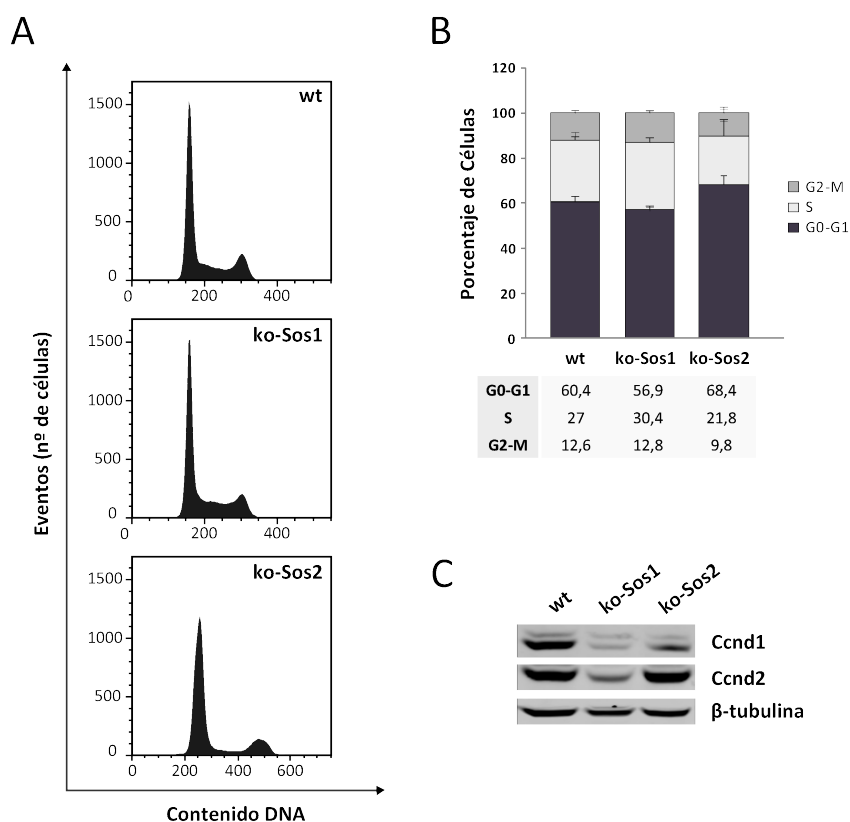 A
Eventos (nº de células)
wt
1500
1000
500
0
0 200 400
ko-Sos1
1500
1000
500
0
0 200 400
ko-Sos2
1500
1000
500
0
0 200 400 600
Contenido DNA
B
Porcentaje de Células
120
100
80
60
40
20
0
G2-M
S
G0-G1
wt ko-Sos1 ko-Sos2
G0-G1 60,4 56,9 68,4
S 27 30,4 21,8
G2-M 12,6 12,8 9,8
C
wt ko-Sos1 ko-Sos2
Ccnd1
Ccnd2
β-tubulina